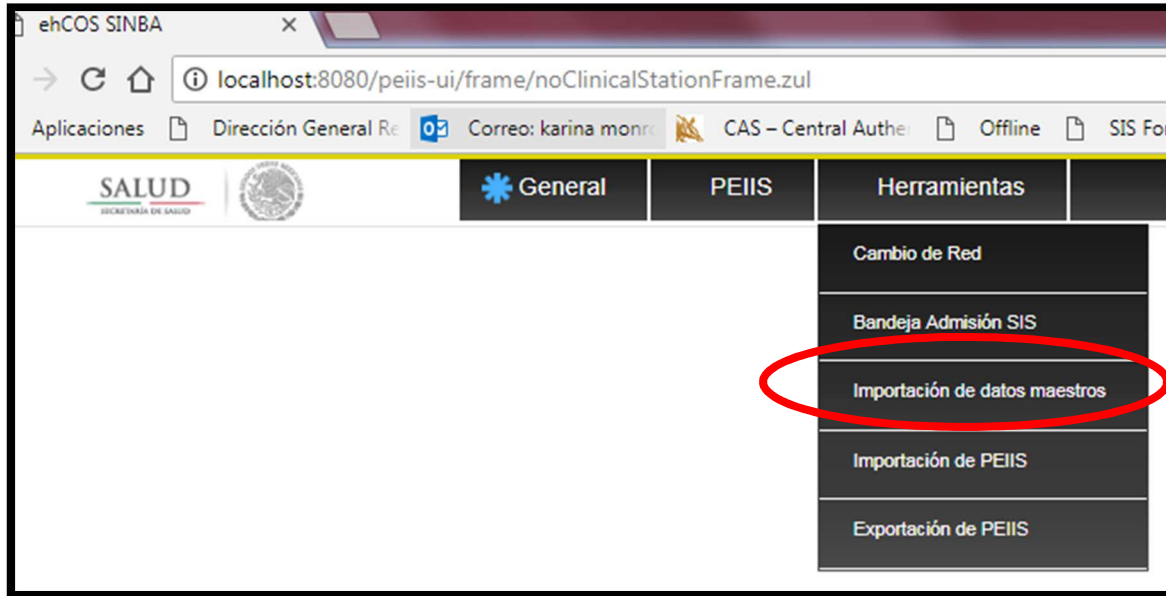 ehCOS SINBA
localhost:8080/peiis-ui/frame/noClinicalStationFrame.zul
Aplicaciones Dirección General Re Correo: karina monro CAS – Central Authe Offline SIS For
SALUD
SECRETARÍA DE SALUD
General PEIIS Herramientas
Cambio de Red
Bandeja Admisión SIS
Importación de datos maestros
Importación de PEIIS
Exportación de PEIIS